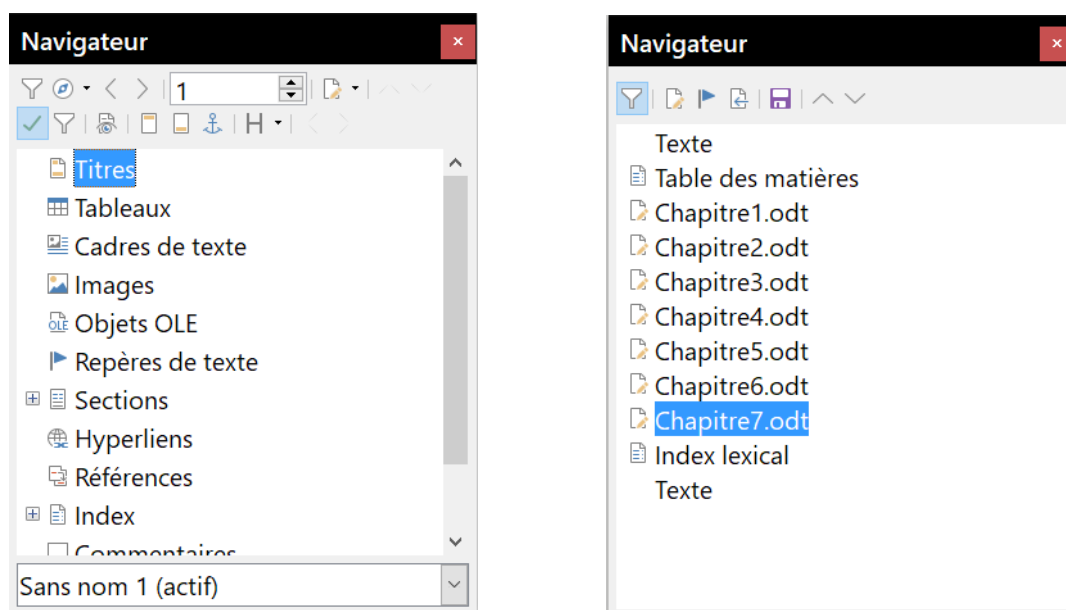 Navigateur
1
Titres
Tableaux
Cadres de texte
Images
OLE Objets OLE
Repères de texte
Sections
Hyperliens
Références
Index
Commentaires
Sans nom 1 (actif)
Navigateur
Texte
Table des matières
Chapitre1.odt
Chapitre2.odt
Chapitre3.odt
Chapitre4.odt
Chapitre5.odt
Chapitre6.odt
Chapitre7.odt
Index lexical
Texte